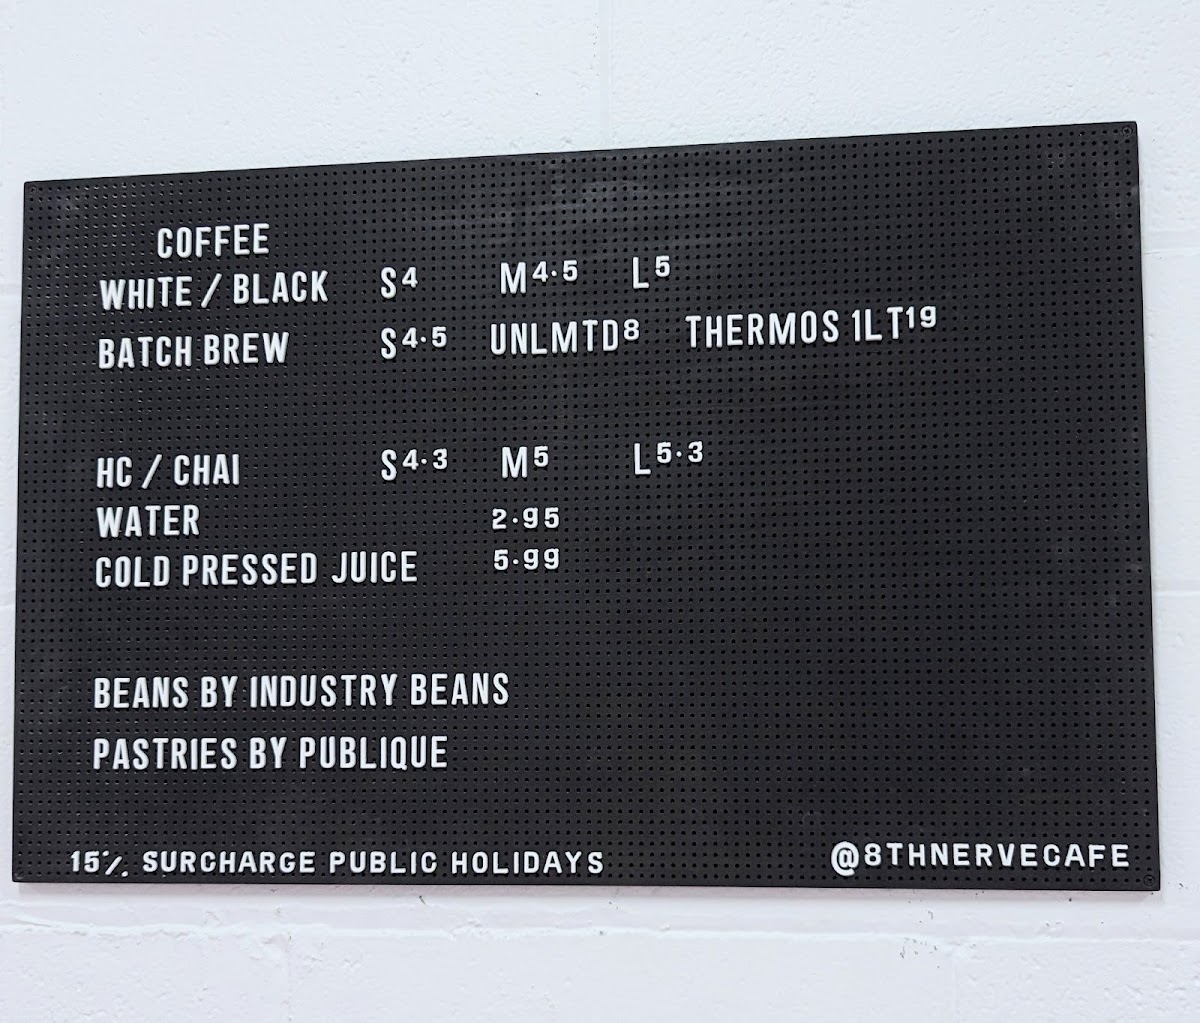 COFFEE
WHITE / BLACK S4 M4.5 L5
BATCH BREW S4.5 UNLMTD8 THERMOS 1LT19
HC / CHAI S4.3 M5 L5.3
WATER 2.95
COLD PRESSED JUICE 5.99
BEANS BY INDUSTRY BEANS
PASTRIES BY PUBLIQUE
15% SURCHARGE PUBLIC HOLIDAYS @8THNERVECAFE